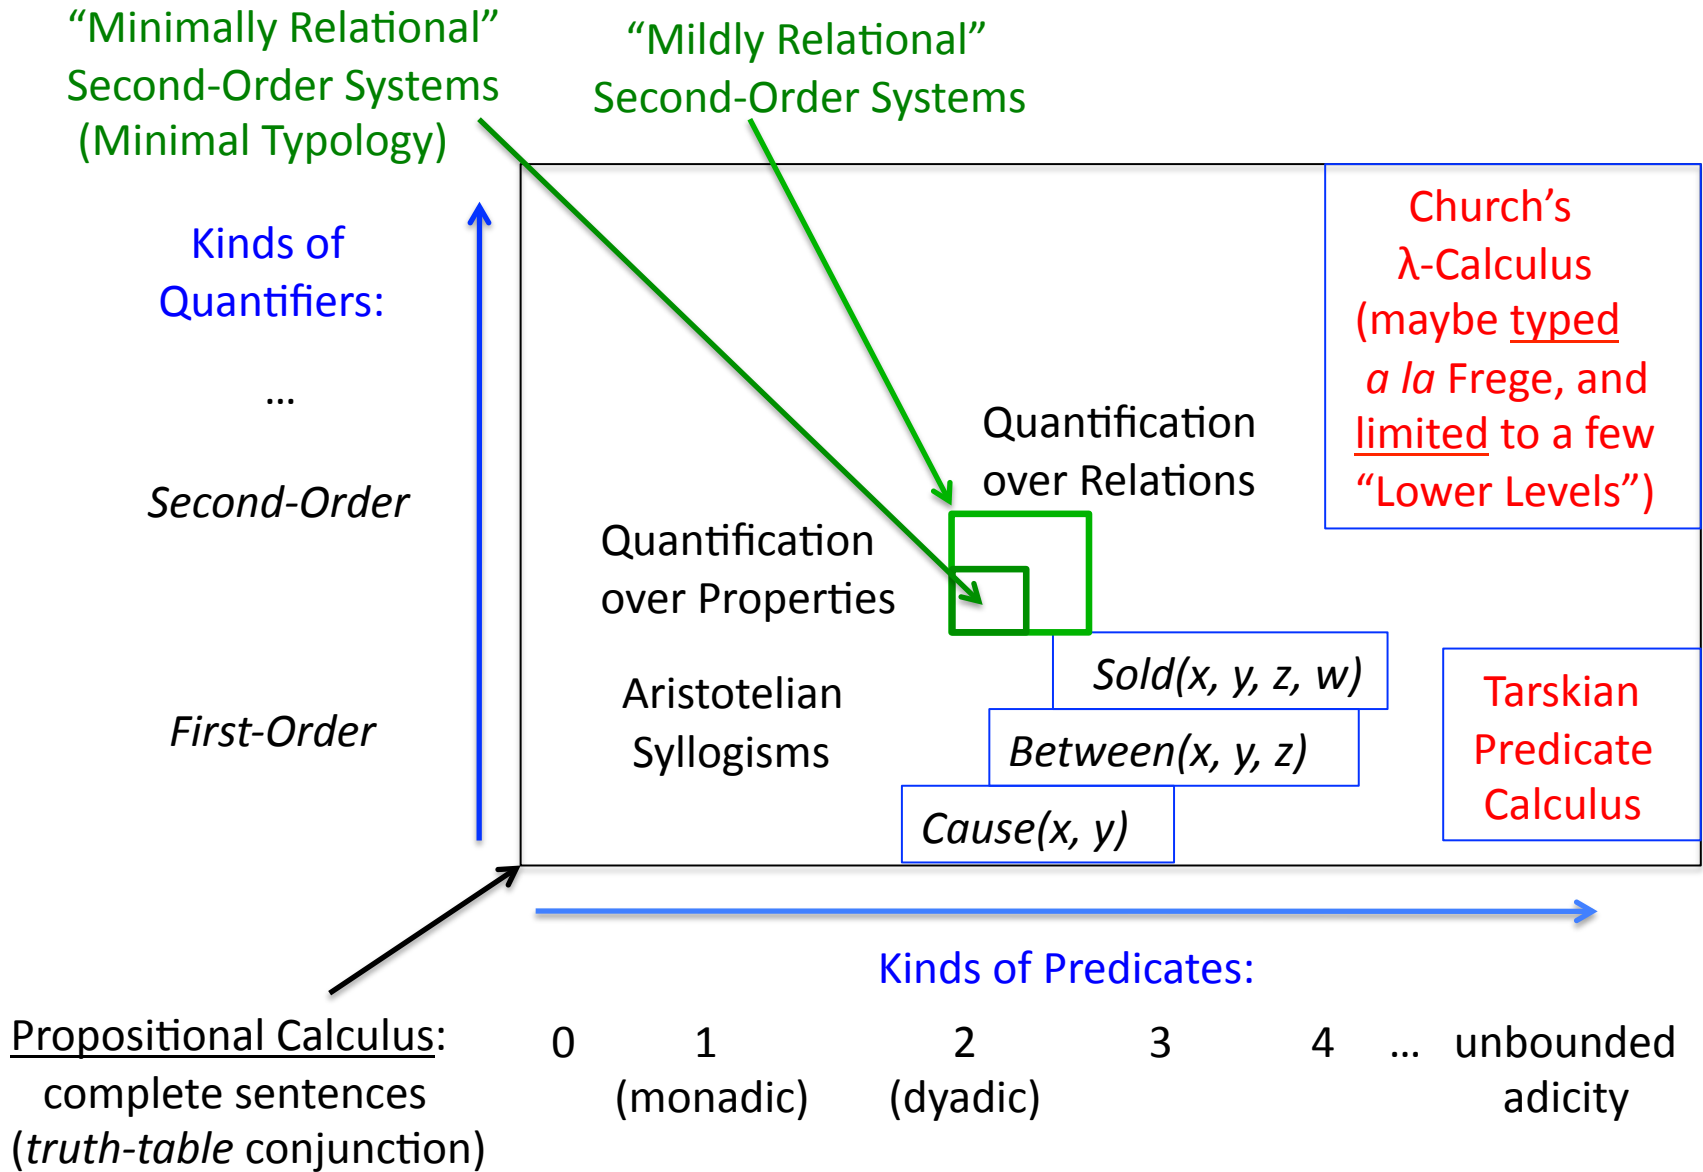 “Minimally Relational”
Second-Order Systems
(Minimal Typology)
“Mildly Relational”
Second-Order Systems
Kinds of
Quantifiers:
...
Second-Order
First-Order
Church’s
λ-Calculus
(maybe typed
a la Frege, and
limited to a few
“Lower Levels”)
Quantification
over Relations
Quantification
over Properties
Aristotelian
Syllogisms
Sold(x, y, z, w)
Between(x, y, z)
Cause(x, y)
Tarskian
Predicate
Calculus
Kinds of Predicates:
Propositional Calculus:
complete sentences
(truth-table conjunction)
0 1 2 3 4 ... unbounded
(monadic) (dyadic) adicity